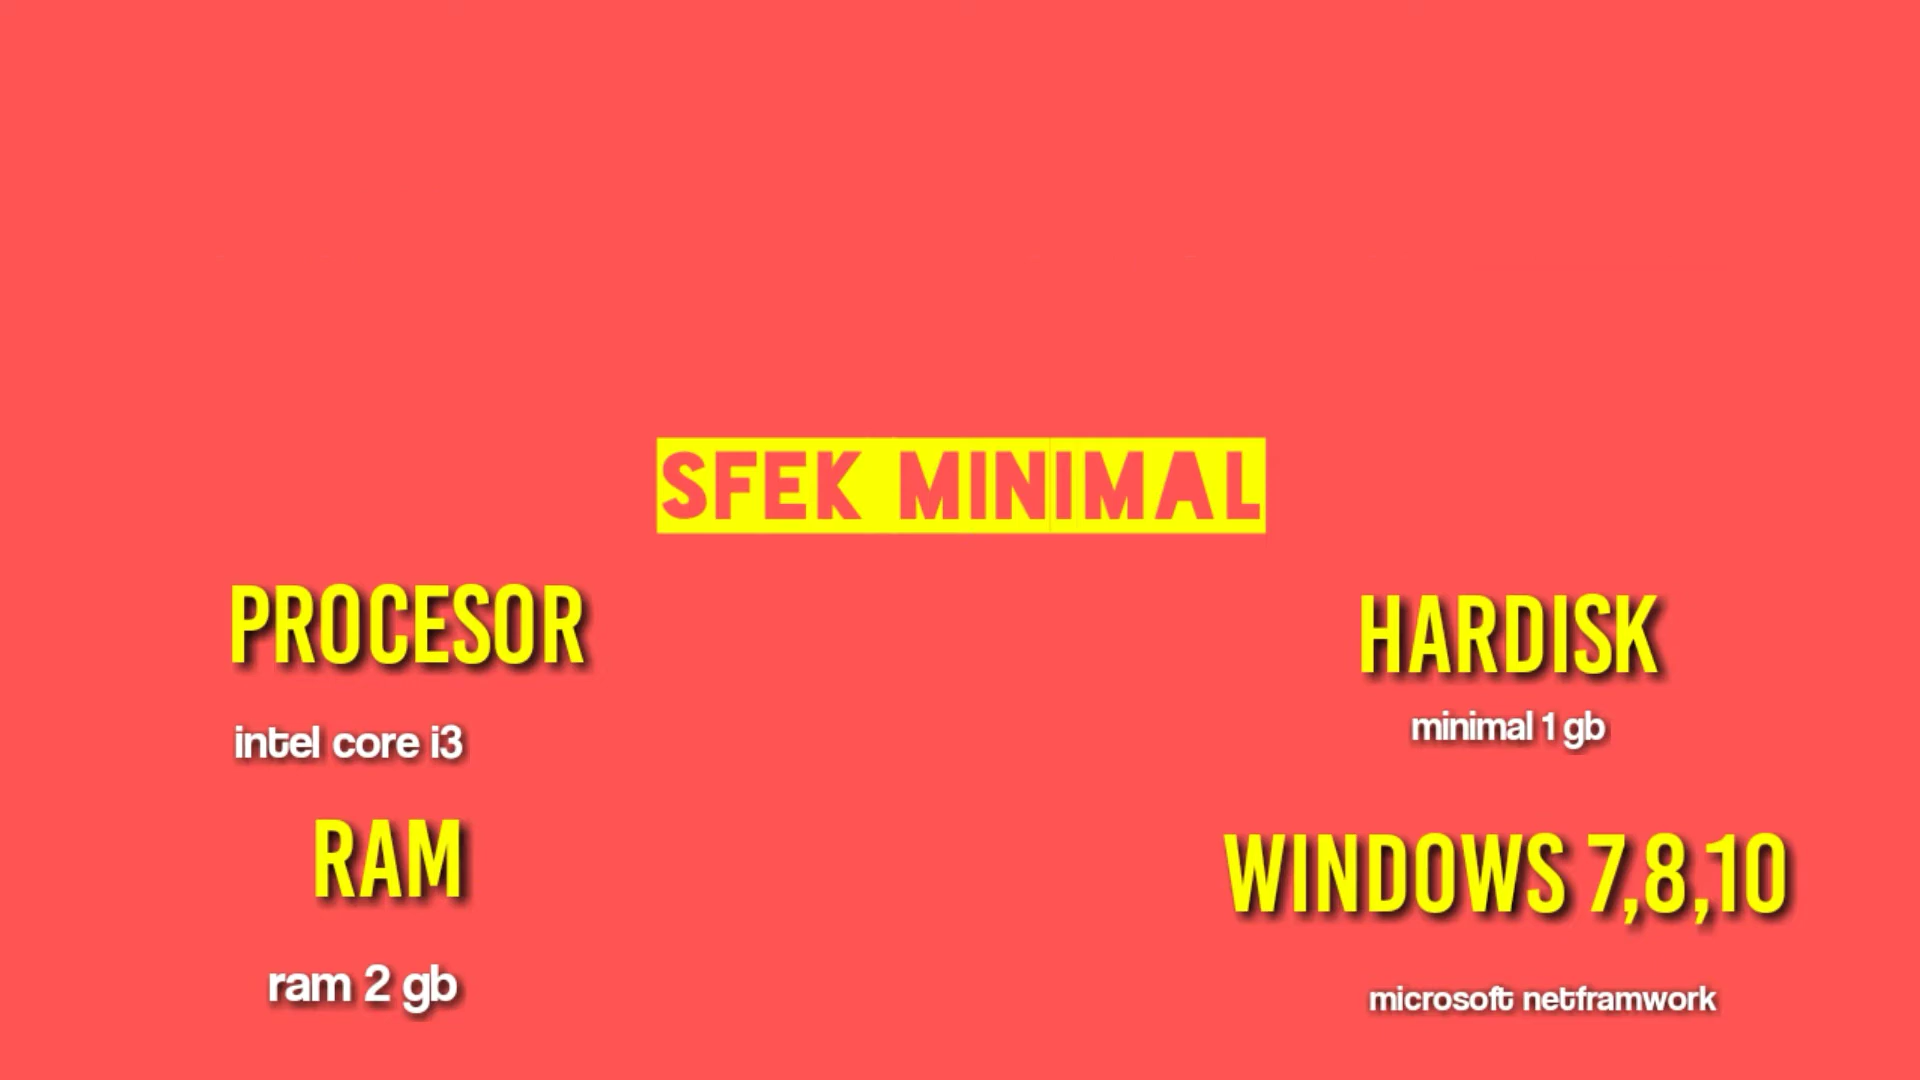 SFEK MINIMAL
PROCESOR
intel core i3
RAM
ram 2 gb
HARDISK
minimal 1 gb
WINDOWS 7,8,10
microsoft netframwork